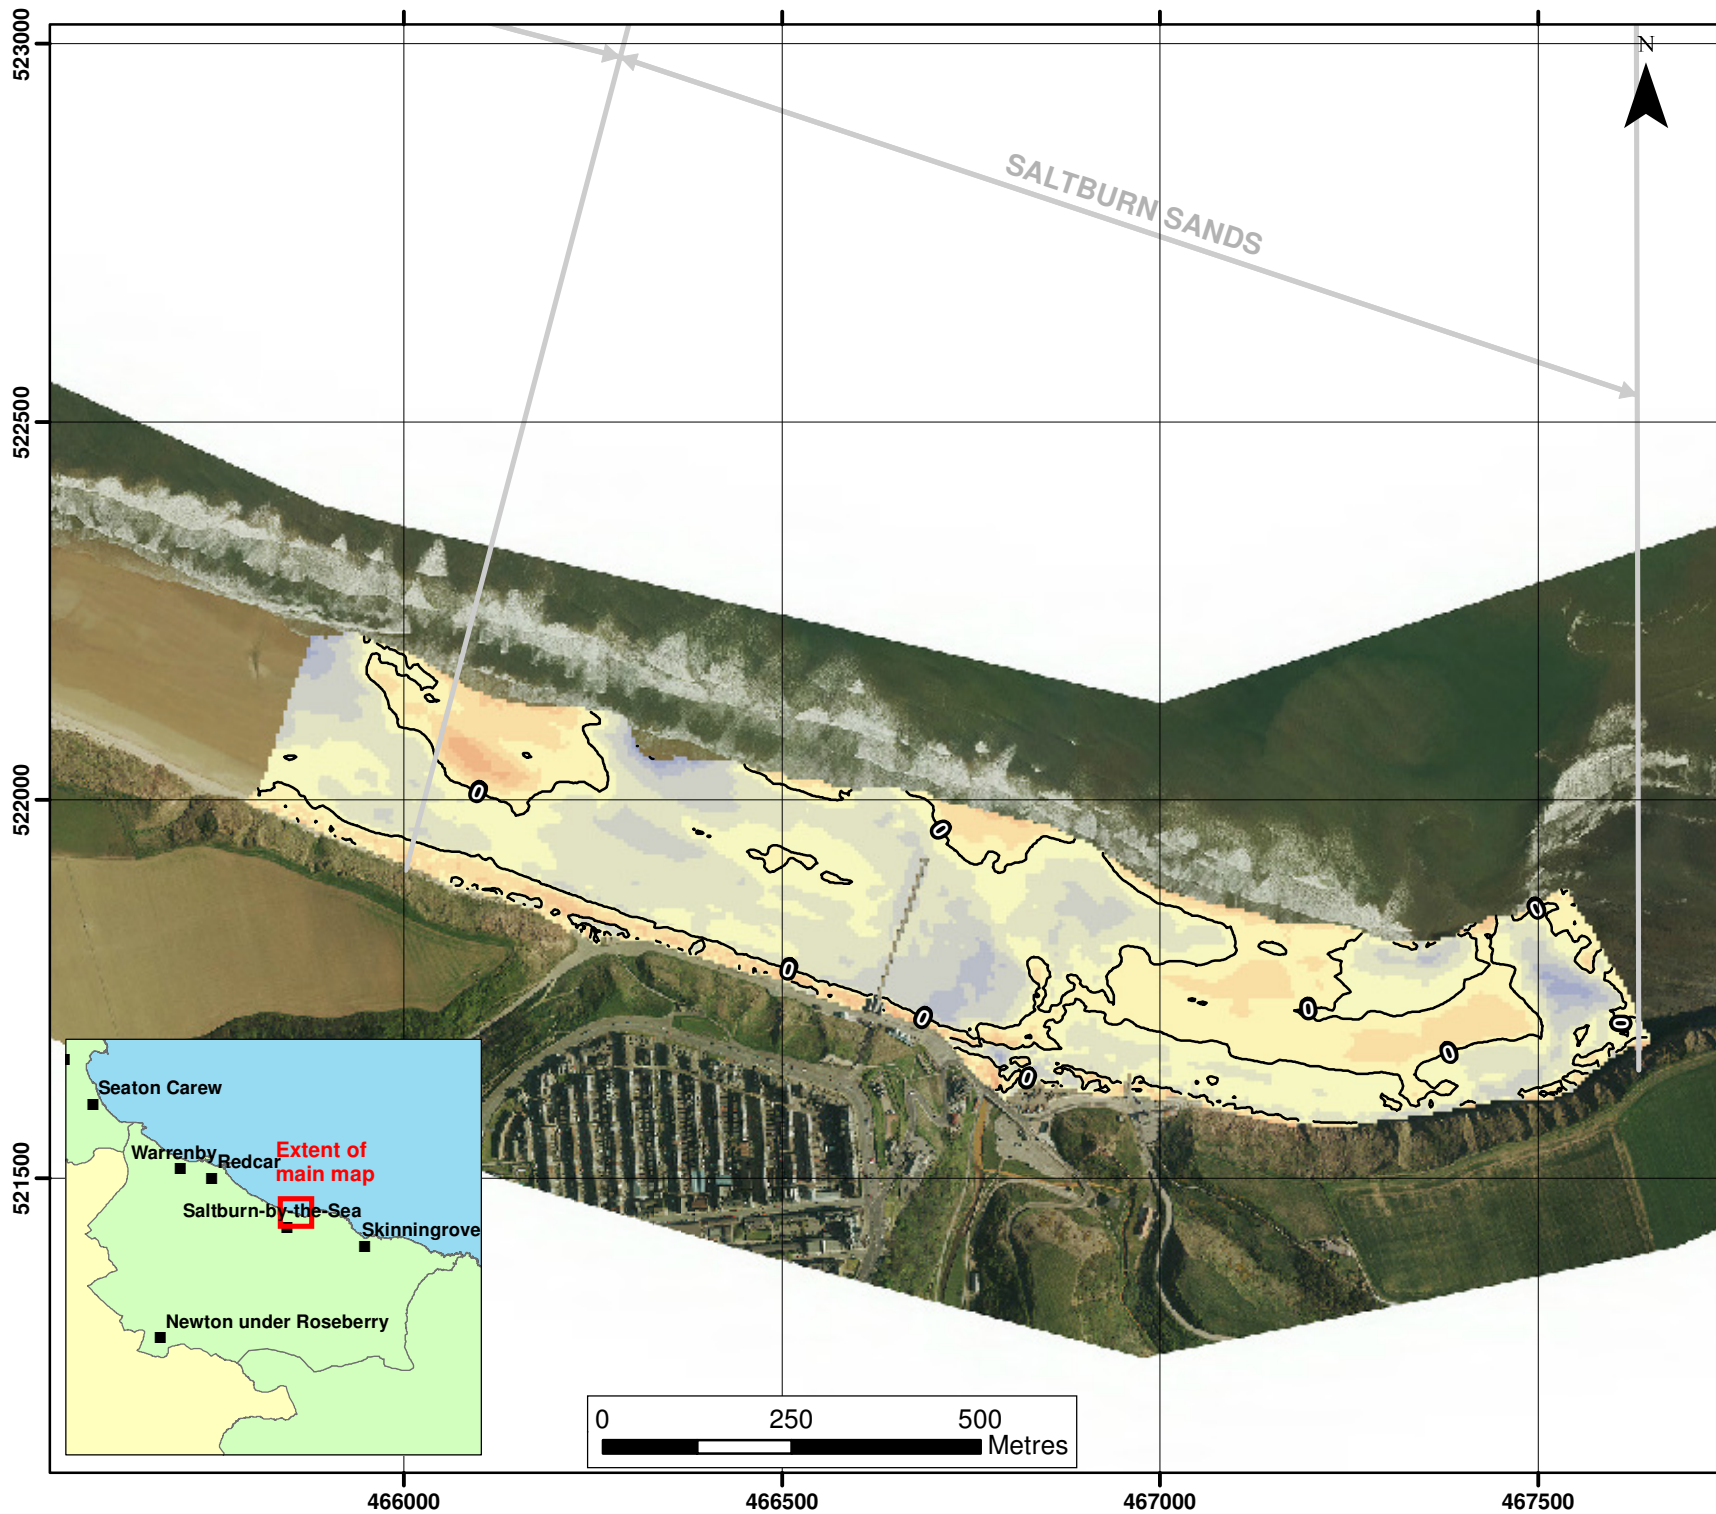 523000
N
SALTBURN SANDS
522500
522000
0
0
0
0
0
0
0
0
0
521500
Seaton Carew
Warrenby
Redcar
Extent of
main map
Saltburn-by-the-Sea
Skinningrove
Newton under Roseberry
0 250 500
Metres
466000 466500 467000 467500